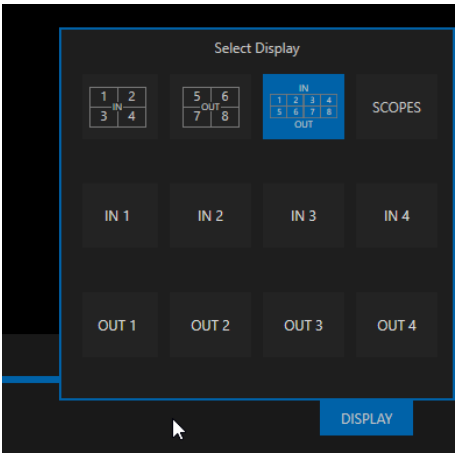 Select Display
1 2
IN
3 4
5 6
OUT
7 8
IN
1 2 3 4
5 6 7 8
OUT
SCOPES
IN 1
IN 2
IN 3
IN 4
OUT 1
OUT 2
OUT 3
OUT 4
DISPLAY